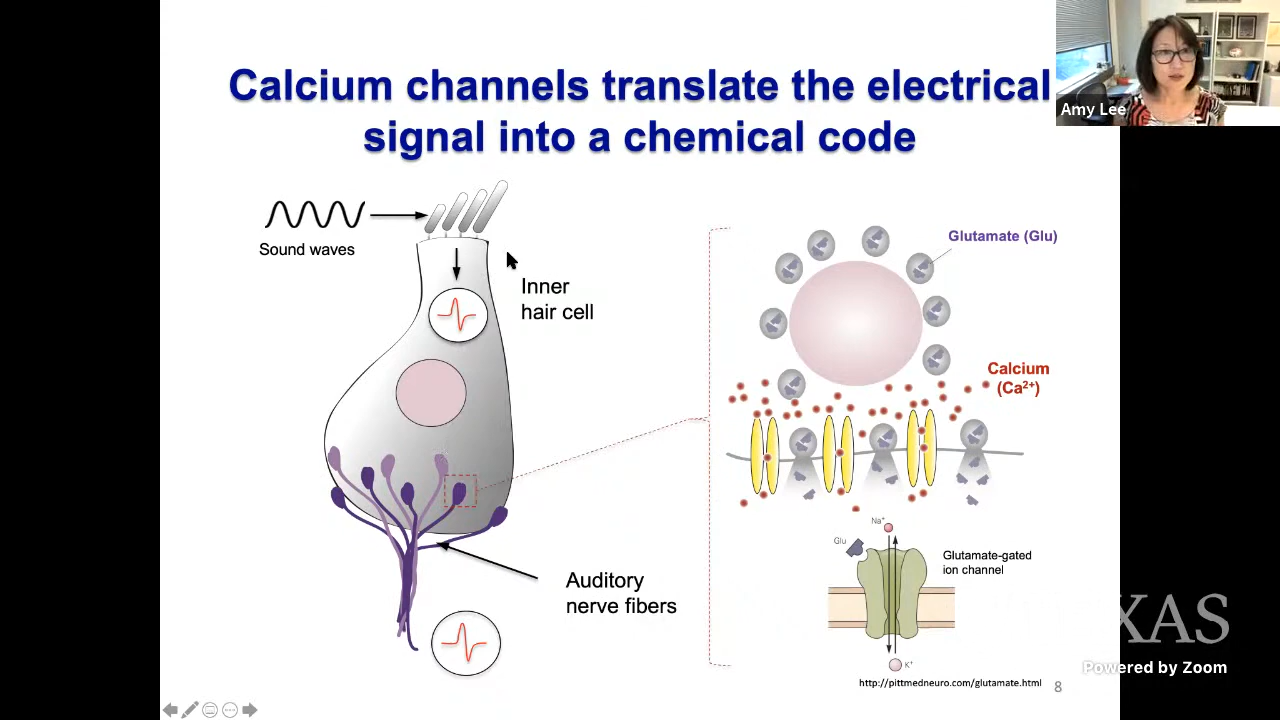 Calcium channels translate the electrical
signal into a chemical code
Amy Lee
Sound waves
Inner
hair cell
Glutamate (Glu)
Calcium
(Ca²⁺)
Auditory
nerve fibers
Na⁺
Glu
Glutamate-gated
ion channel
K⁺
http://pittmedneuro.com/glutamate.html
8
XAS
Powered by Zoom